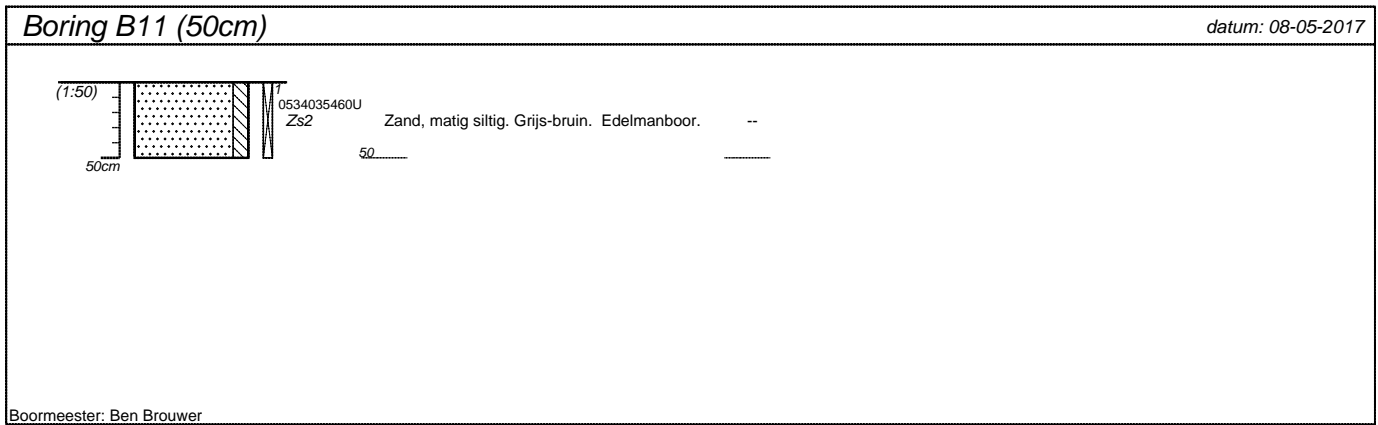 Boring B11 (50cm)
datum: 08-05-2017
(1:50)
1
0534035460U
Zs2 Zand, matig siltig. Grijs-bruin. Edelmanboor. --
50
50cm
Boormeester: Ben Brouwer